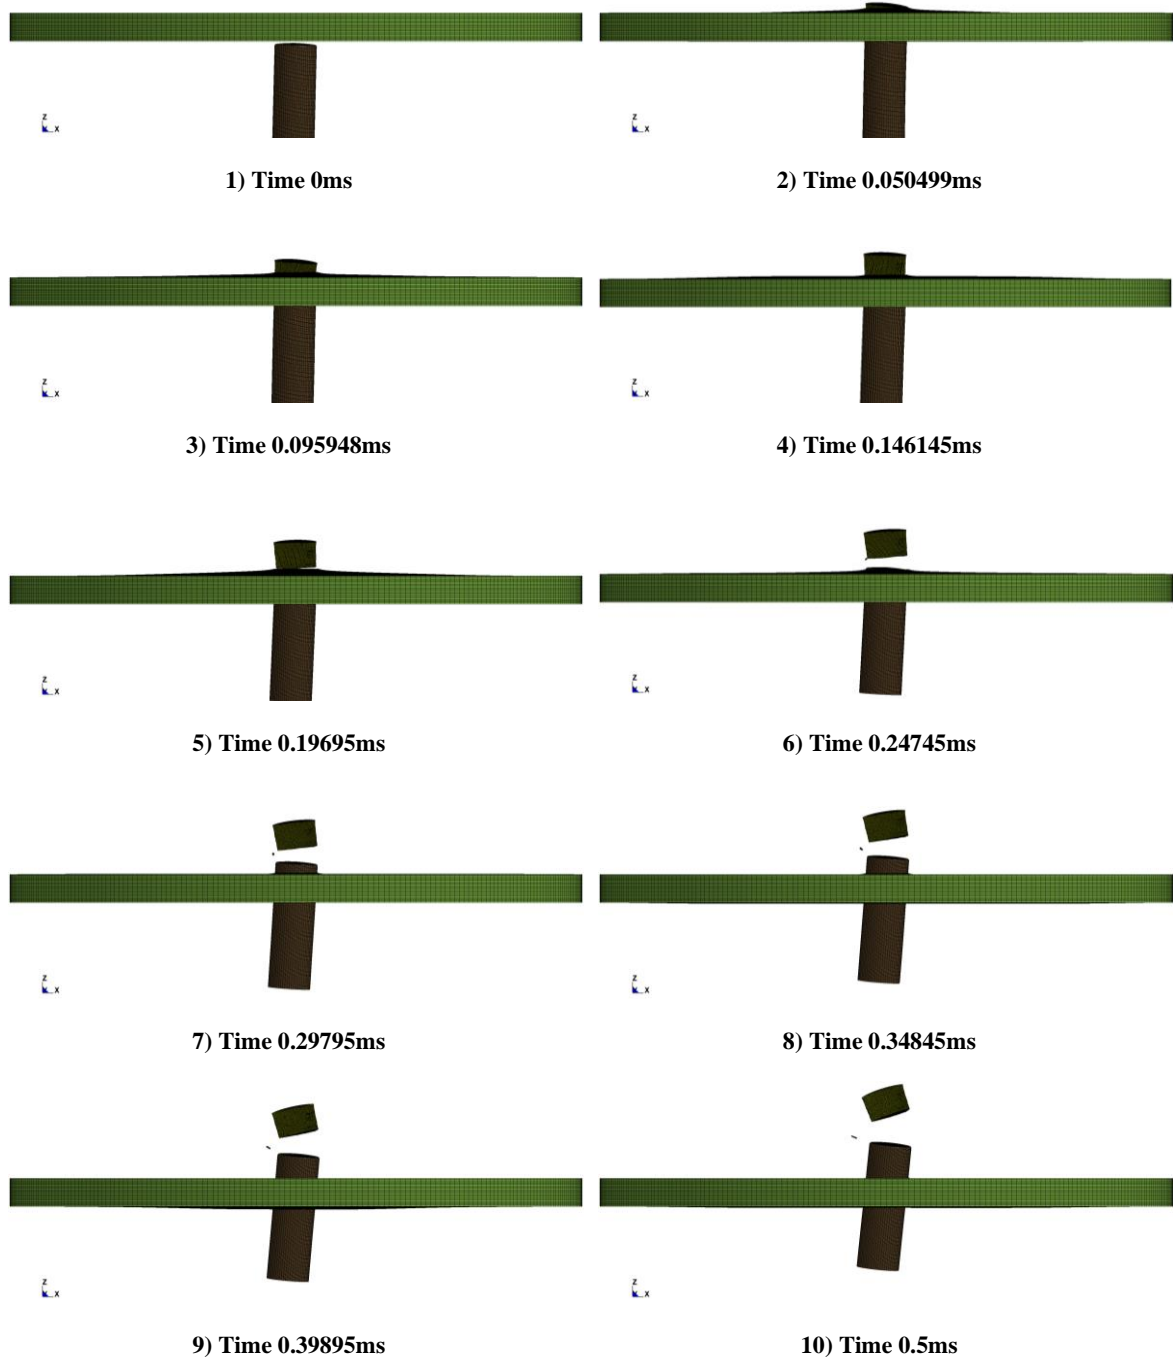 z
x
z
x
1) Time 0ms
2) Time 0.050499ms
z
x
z
x
3) Time 0.095948ms
4) Time 0.146145ms
z
x
z
x
5) Time 0.19695ms
6) Time 0.24745ms
z
x
z
x
7) Time 0.29795ms
8) Time 0.34845ms
z
x
z
x
9) Time 0.39895ms
10) Time 0.5ms